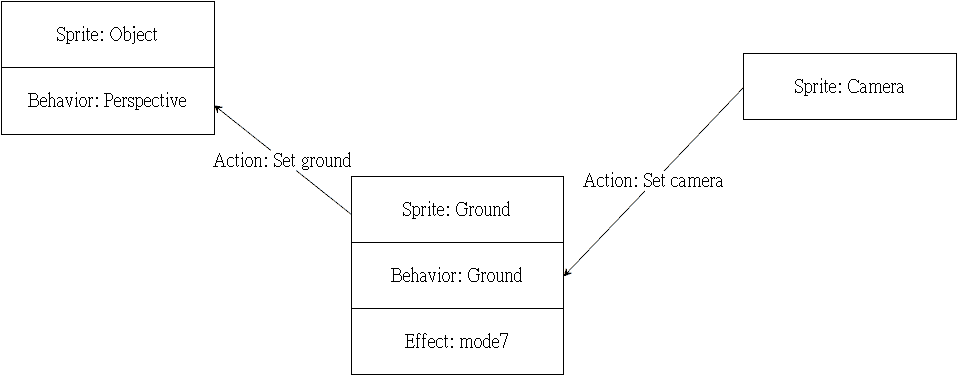 Sprite: Object
Behavior: Perspective
Action: Set ground
Sprite: Ground
Behavior: Ground
Effect: mode7
Action: Set camera
Sprite: Camera